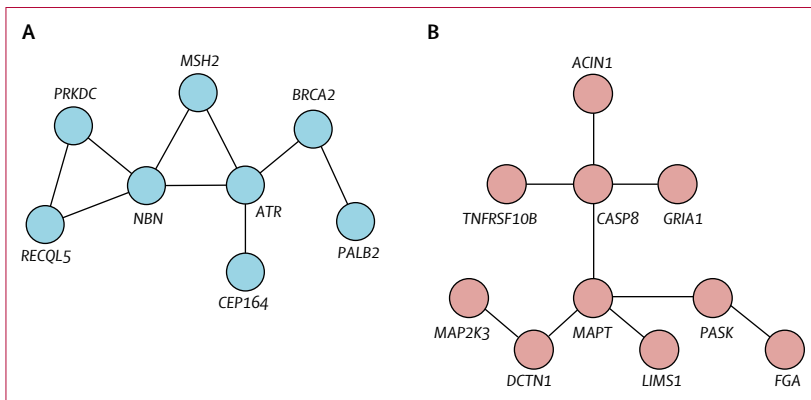 A
B
MSH2
ACIN1
PRKDC
BRCA2
NBN
ATR
TNFRSF10B
CASP8
GRIA1
RECQL5
PALB2
CEP164
MAP2K3
MAPT
PASK
DCTN1
LIMS1
FGA